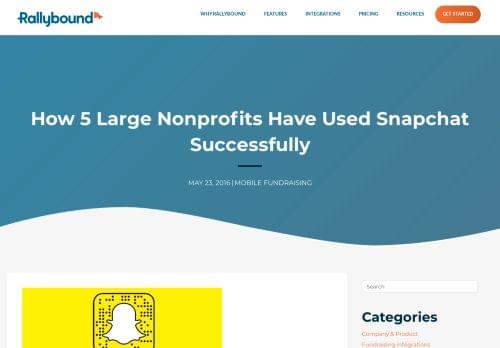 Rallybound
WHY RALLYBOUND
FEATURES
INTEGRATIONS
PRICING
RESOURCES
GET STARTED
How 5 Large Nonprofits Have Used Snapchat
Successfully
MAY 23, 2016 | MOBILE FUNDRAISING
Search
Categories
Company & Product
Fundraising Integrations